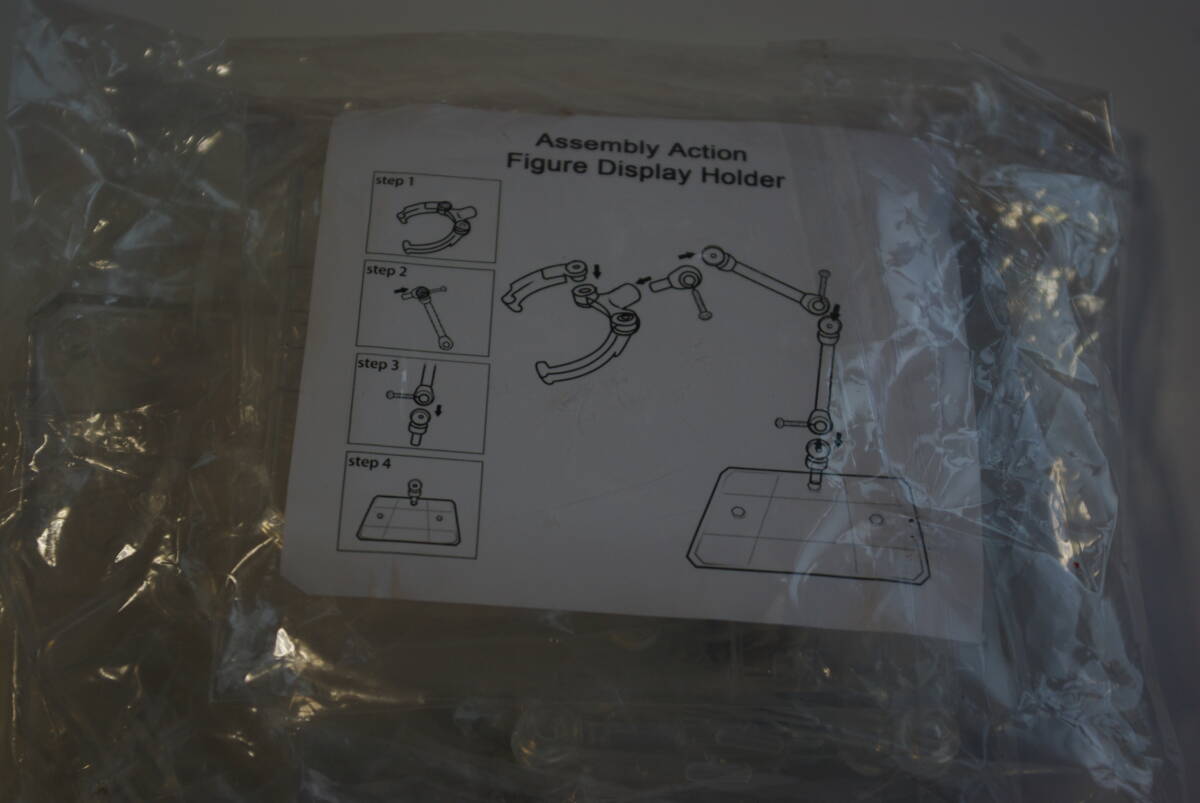 Assembly Action
Figure Display Holder
step 1
step 2
step 3
step 4